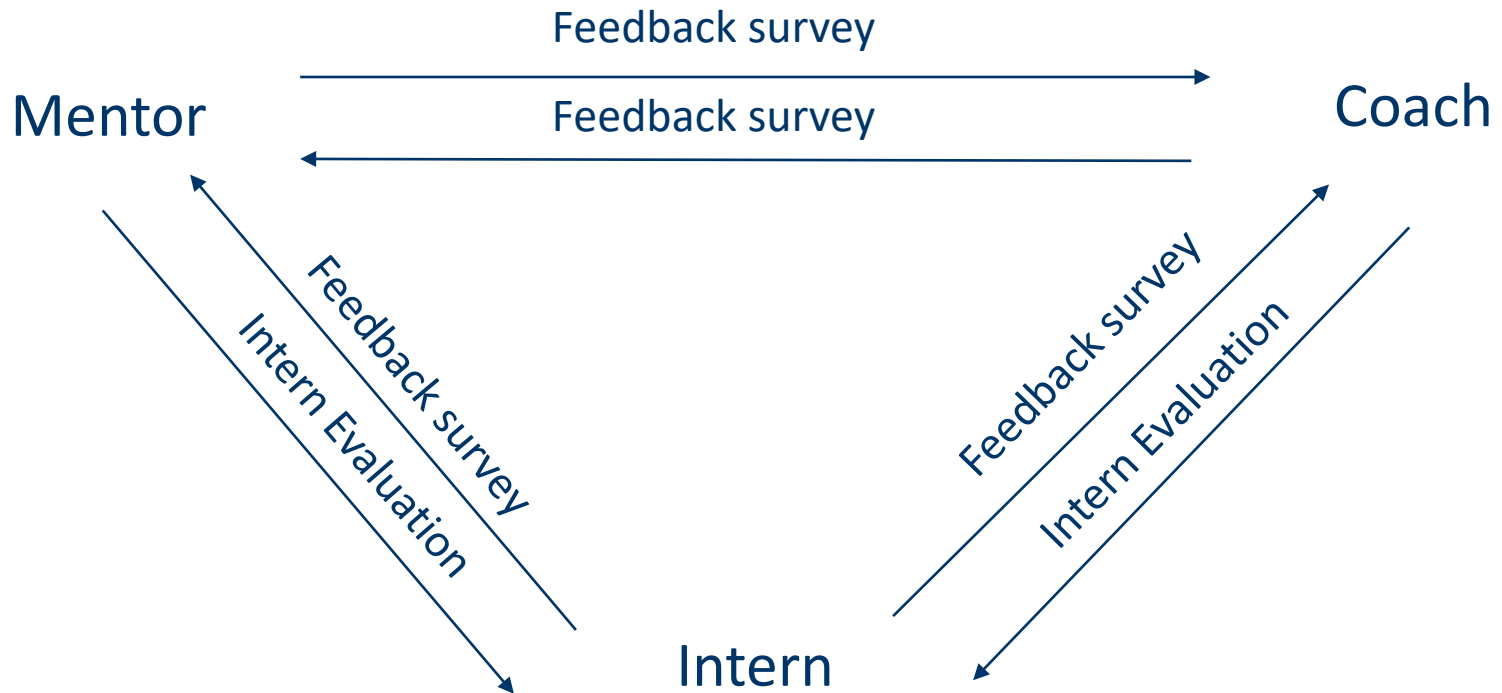 Feedback survey
Mentor
Feedback survey
Coach
Feedback survey
Intern Evaluation
Feedback survey
Intern Evaluation
Intern